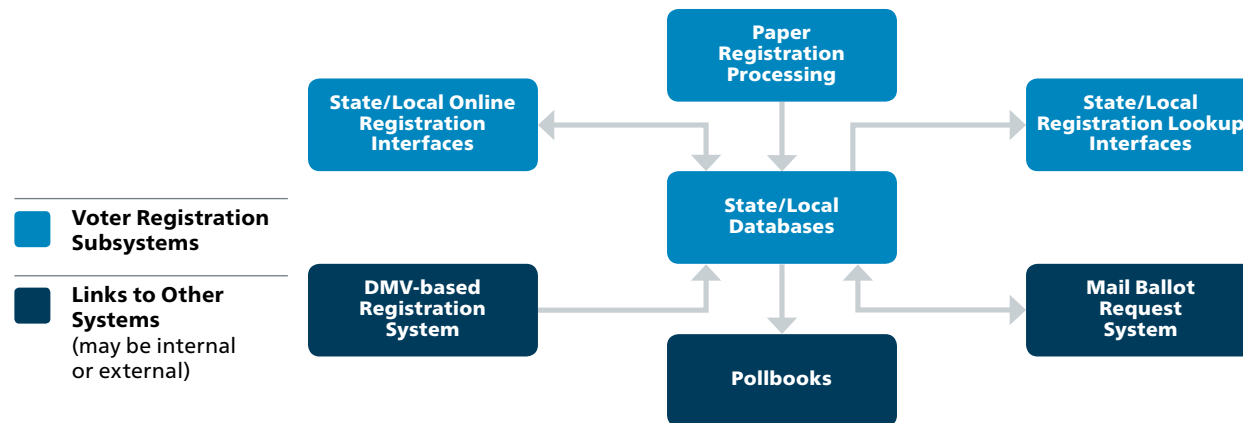 Paper
Registration
Processing
State/Local Online
Registration
Interfaces
State/Local
Registration Lookup
Interfaces
State/Local
Databases
Voter Registration
Subsystems
Links to Other
Systems
(may be internal
or external)
DMV-based
Registration
System
Mail Ballot
Request
System
Pollbooks